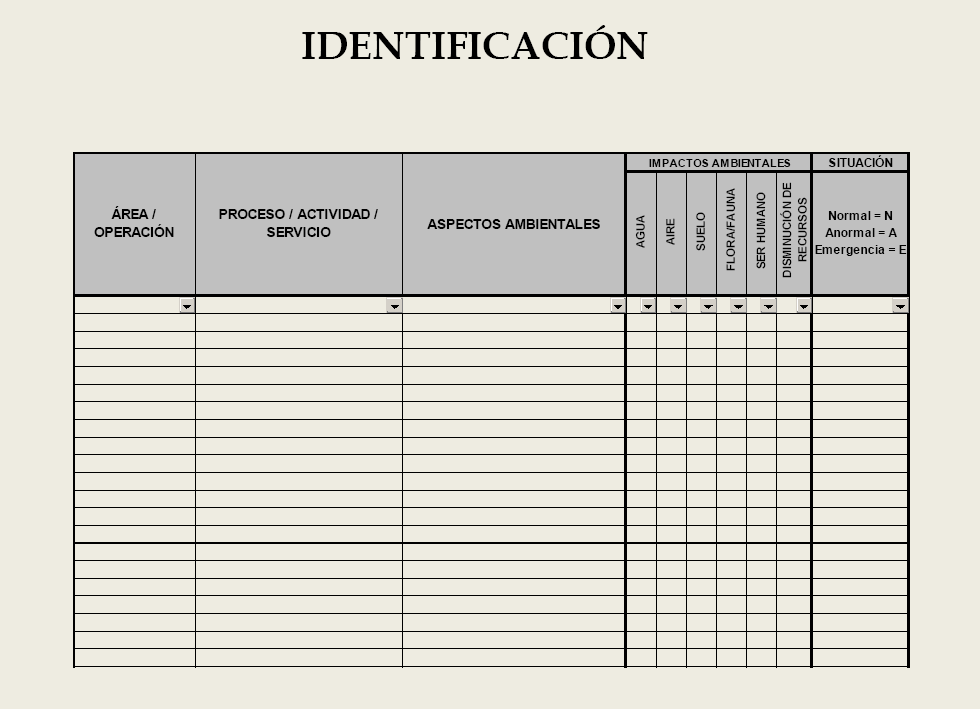 IDENTIFICACIÓN
ÁREA /
OPERACIÓN
PROCESO / ACTIVIDAD /
SERVICIO
ASPECTOS AMBIENTALES
IMPACTOS AMBIENTALES
AGUA
AIRE
SUELO
FLORA/FAUNA
SER HUMANO
DISMINUCIÓN DE
RECURSOS
SITUACIÓN
Normal = N
Anormal = A
Emergencia = E